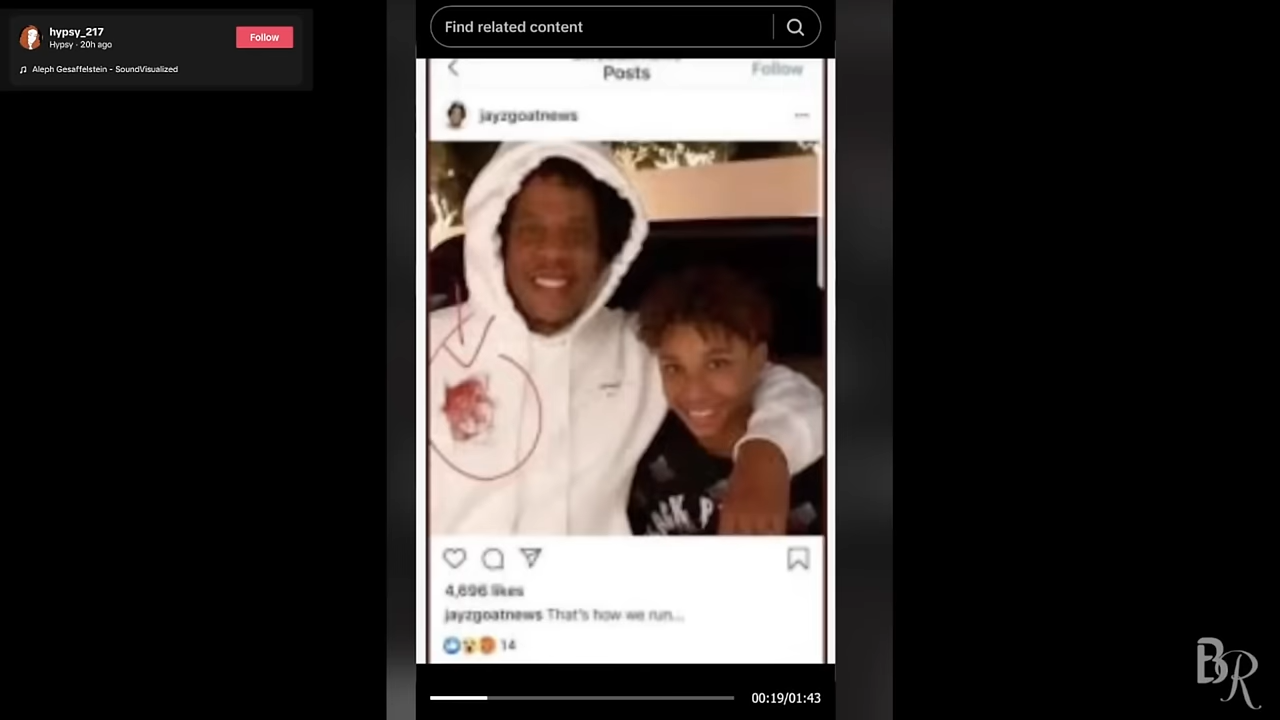 hypsy_217
Hypsy · 20h ago
Follow
Aleph Gesaffelstein - SoundVisualized
Find related content
Posts
Follow
jayzgoatnews
4,696 likes
jayzgoatnews That's how we run...
14
00:19/01:43
BR